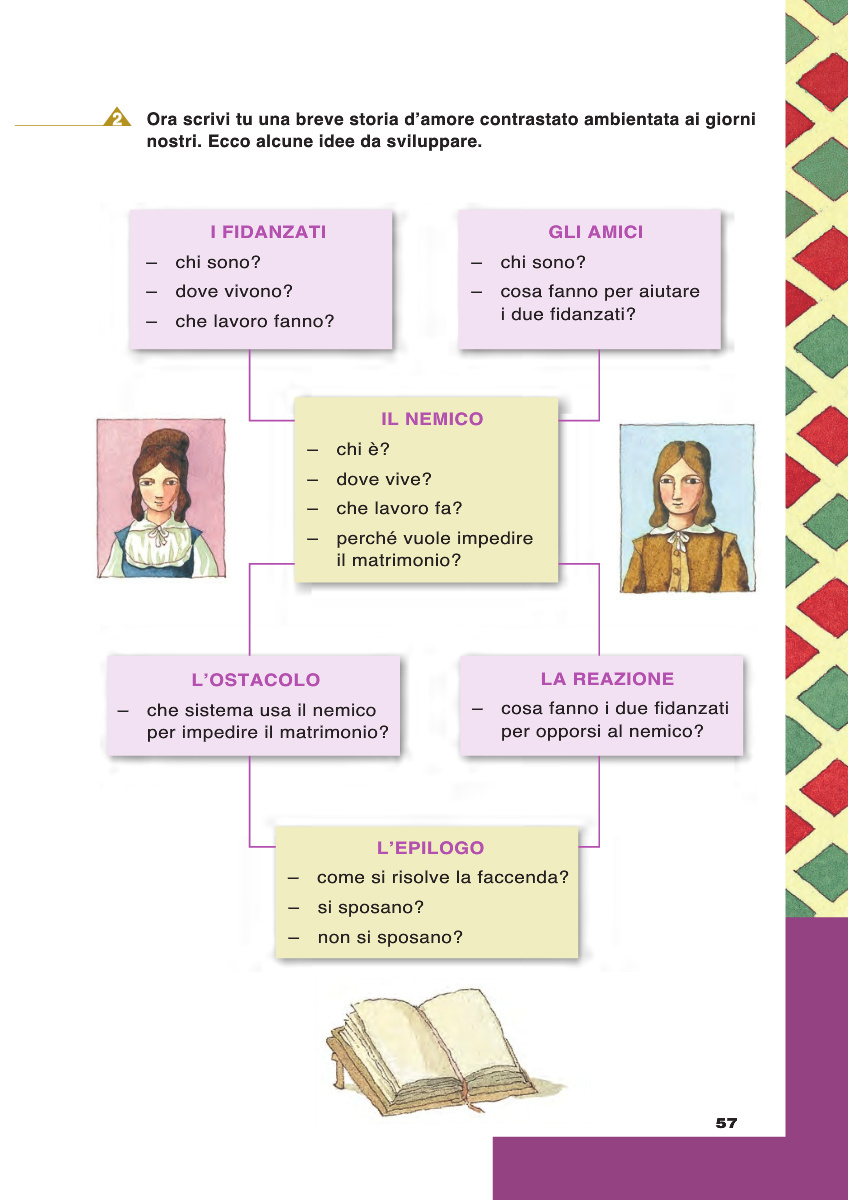 2 Ora scrivi tu una breve storia d'amore contrastato ambientata ai giorni
nostri. Ecco alcune idee da sviluppare.
I FIDANZATI
– chi sono?
– dove vivono?
– che lavoro fanno?
GLI AMICI
– chi sono?
– cosa fanno per aiutare
i due fidanzati?
IL NEMICO
– chi è?
– dove vive?
– che lavoro fa?
– perché vuole impedire
il matrimonio?
L'OSTACOLO
– che sistema usa il nemico
per impedire il matrimonio?
LA REAZIONE
– cosa fanno i due fidanzati
per opporsi al nemico?
L'EPILOGO
– come si risolve la faccenda?
– si sposano?
– non si sposano?
57